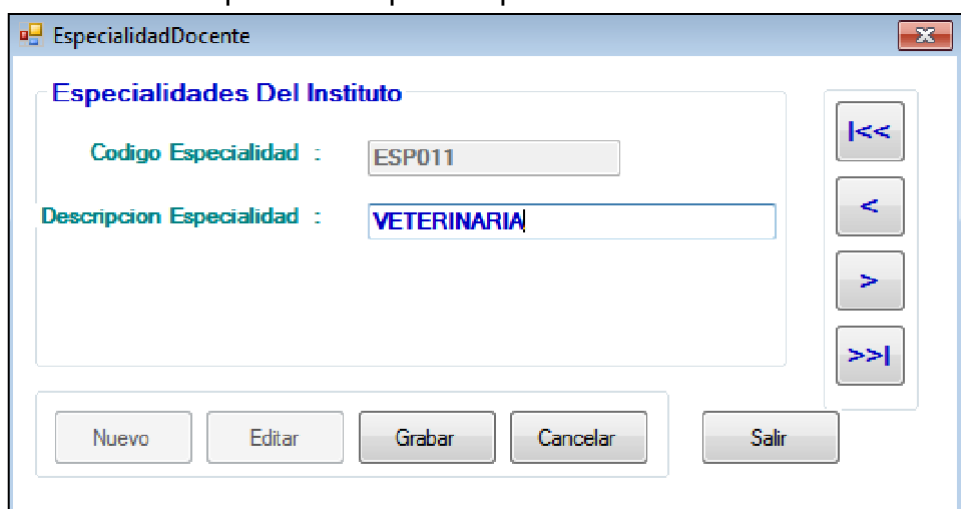 EspecialidadDocente
Especialidades Del Instituto
Codigo Especialidad : ESP011
Descripcion Especialidad : VETERINARIA
|<<
<
>
>>|
Nuevo Editar Grabar Cancelar Salir